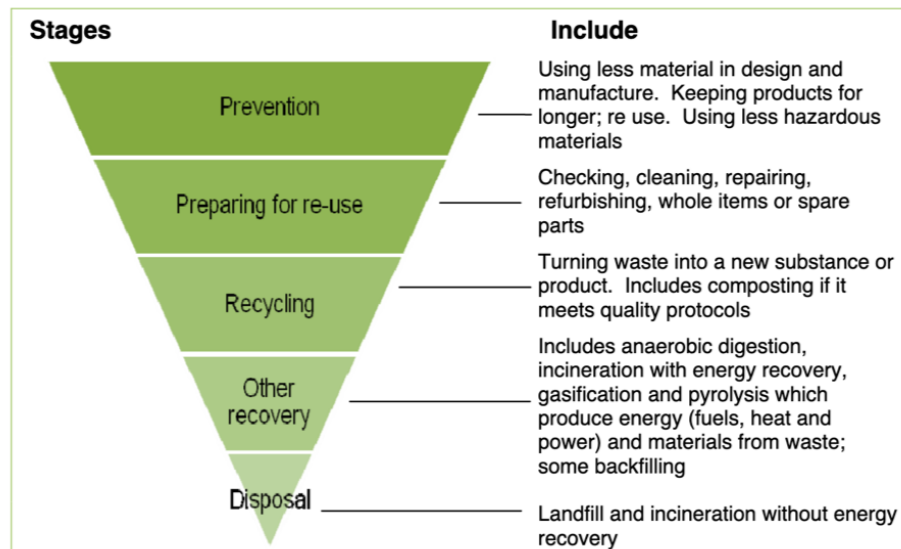 Stages
Include
Prevention
Using less material in design and
manufacture.  Keeping products for
longer; re use.  Using less hazardous
materials
Preparing for re-use
Checking, cleaning, repairing,
refurbishing, whole items or spare
parts
Recycling
Turning waste into a new substance or
product.  Includes composting if it
meets quality protocols
Other
recovery
Includes anaerobic digestion,
incineration with energy recovery,
gasification and pyrolysis which
produce energy (fuels, heat and
power) and materials from waste;
some backfilling
Disposal
Landfill and incineration without energy
recovery